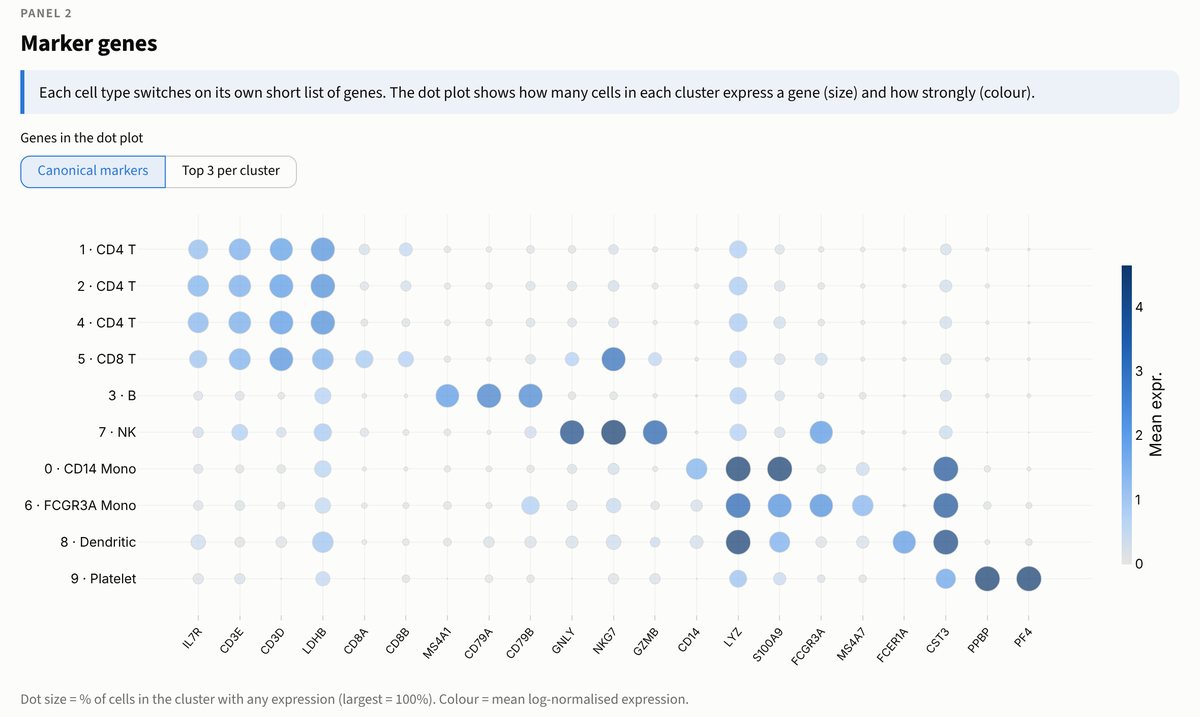 PANEL 2
Marker genes
Each cell type switches on its own short list of genes. The dot plot shows how many cells in each cluster express a gene (size) and how strongly (colour).
Genes in the dot plot
Canonical markers
Top 3 per cluster
1 · CD4 T
2 · CD4 T
4 · CD4 T
5 · CD8 T
3 · B
7 · NK
0 · CD14 Mono
6 · FCGR3A Mono
8 · Dendritic
9 · Platelet
IL7R
CD3E
CD3D
LDHB
CD8A
CD8B
MS4A1
CD79A
CD79B
GNLY
NKG7
GZMB
CD14
LYZ
S100A9
FCGR3A
MS4A7
FCER1A
CST3
PPBP
PF4
4
3
2
1
0
Mean expr.
Dot size = % of cells in the cluster with any expression (largest = 100%). Colour = mean log-normalised expression.